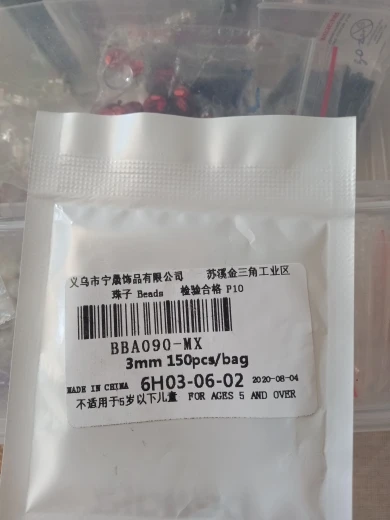 义乌市宁晟饰品有限公司 苏溪金三角工业区
珠子 Beads 检验合格 P10
BBA090-MX
3mm 150pcs/bag
MADE IN CHINA 6H03-06-02 2020-08-04
不适用于5岁以下儿童 FOR AGES 5 AND OVER